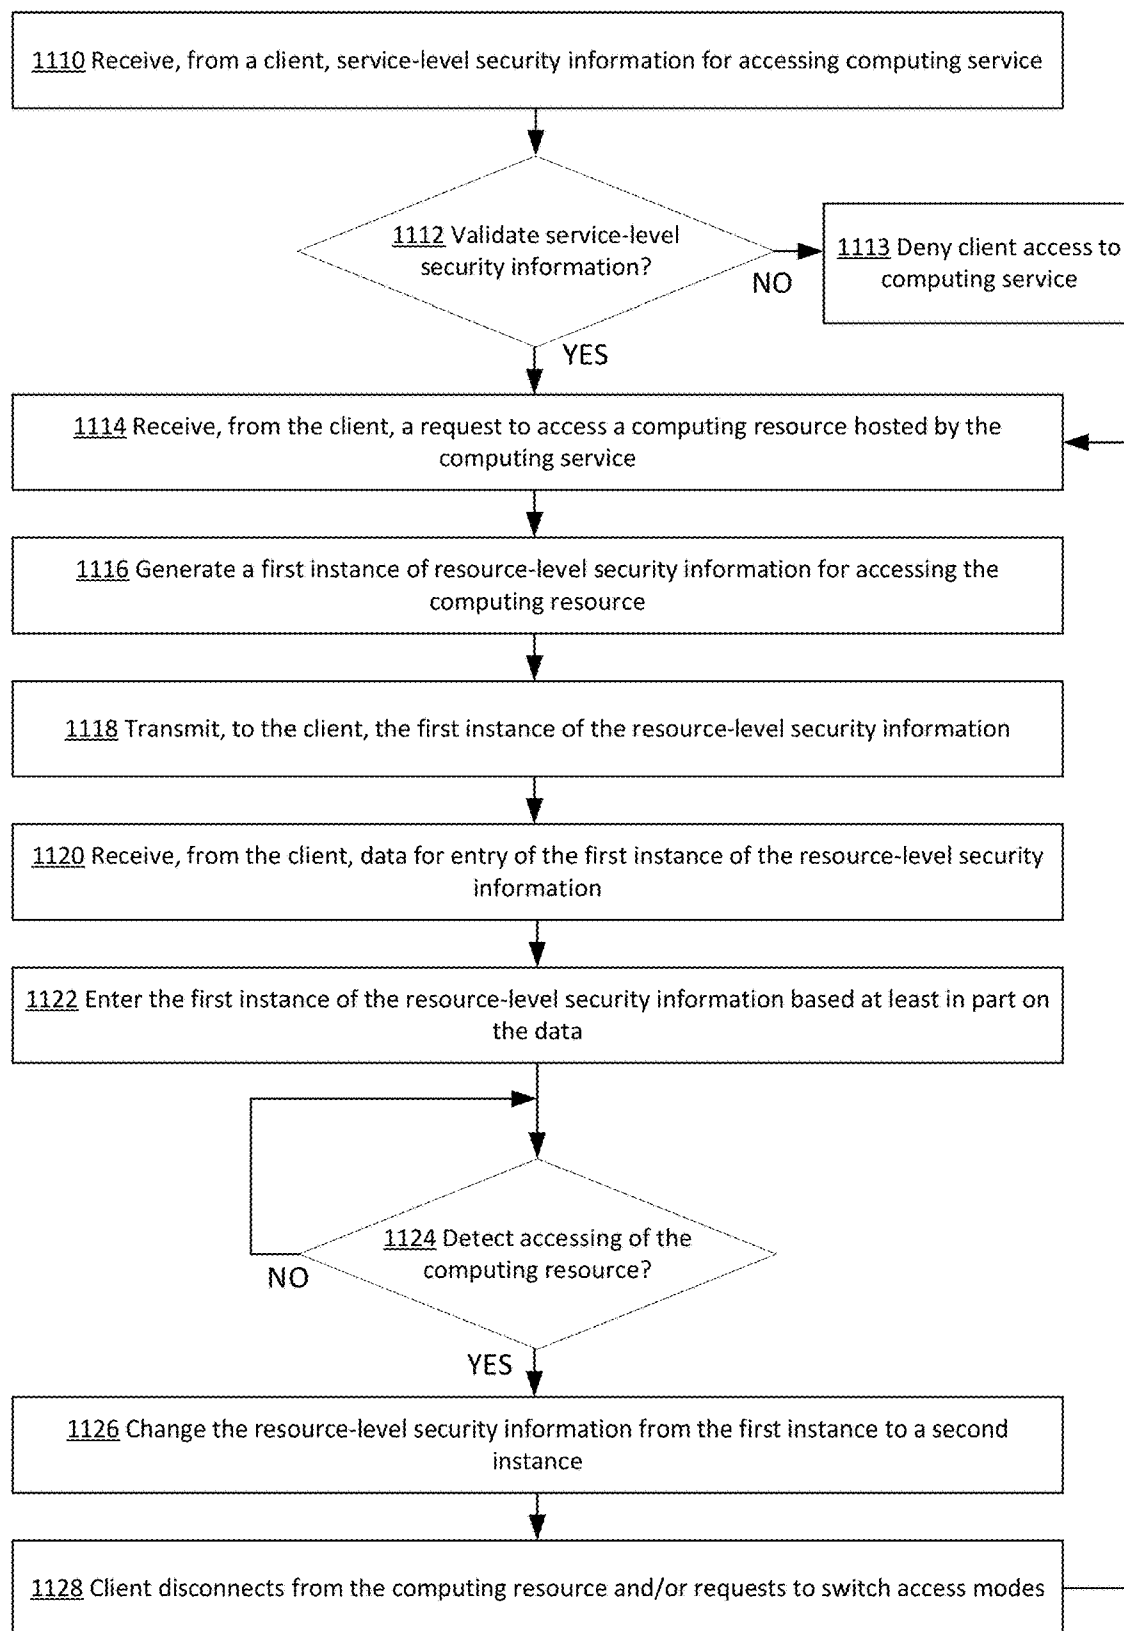 1110 Receive, from a client, service-level security information for accessing computing service
1112 Validate service-level
security information?
NO
1113 Deny client access to
computing service
YES
1114 Receive, from the client, a request to access a computing resource hosted by the
computing service
1116 Generate a first instance of resource-level security information for accessing the
computing resource
1118 Transmit, to the client, the first instance of the resource-level security information
1120 Receive, from the client, data for entry of the first instance of the resource-level security
information
1122 Enter the first instance of the resource-level security information based at least in part on
the data
1124 Detect accessing of the
computing resource?
NO
YES
1126 Change the resource-level security information from the first instance to a second
instance
1128 Client disconnects from the computing resource and/or requests to switch access modes